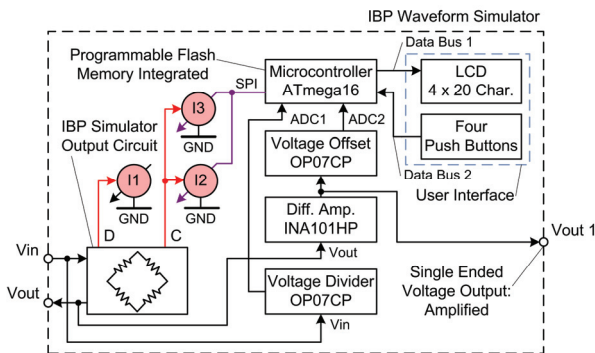 IBP Waveform Simulator
Programmable Flash
Memory Integrated
SPI
Microcontroller
ATmega16
Data Bus 1
LCD
4 x 20 Char.
I3
ADC1
ADC2
GND
IBP Simulator
Output Circuit
Voltage Offset
OP07CP
Four
Push Buttons
I1
I2
Data Bus 2
User Interface
GND
GND
Diff. Amp.
INA101HP
D
C
Vout 1
Vin
Vout
Vout
Voltage Divider
OP07CP
Single Ended
Voltage Output:
Amplified
Vin